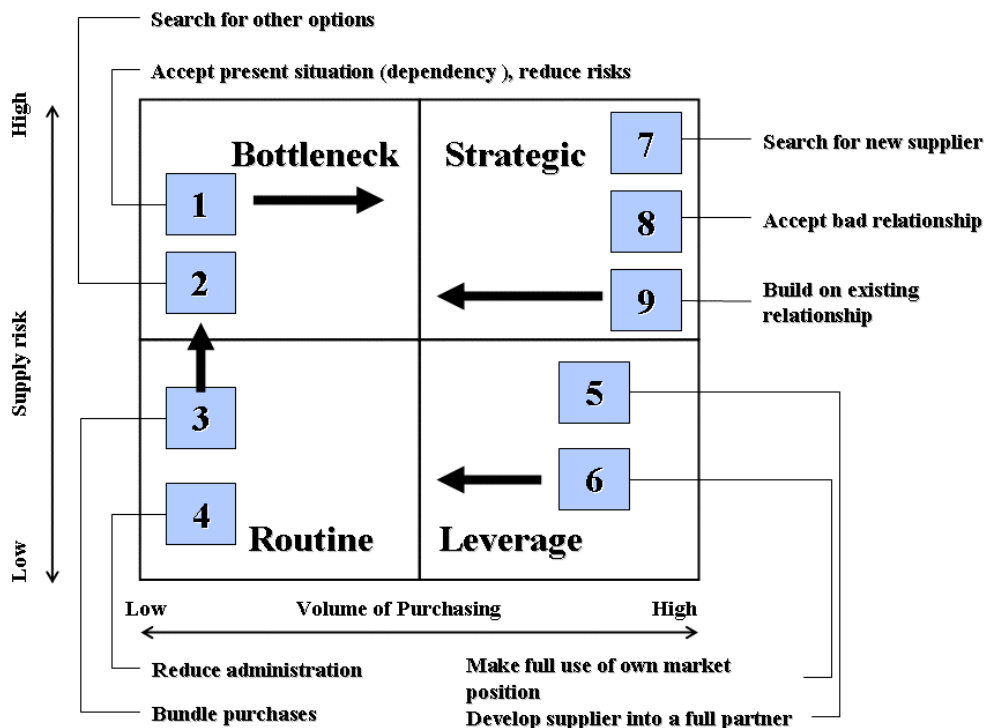 Search for other options
Accept present situation (dependency ), reduce risks
High
Supply risk
Low
Bottleneck
Strategic
7
Search for new supplier
1
8
Accept bad relationship
2
9
Build on existing
relationship
3
5
4
6
Routine
Leverage
Low
Volume of Purchasing
High
Reduce administration
Make full use of own market
position
Bundle purchases
Develop supplier into a full partner